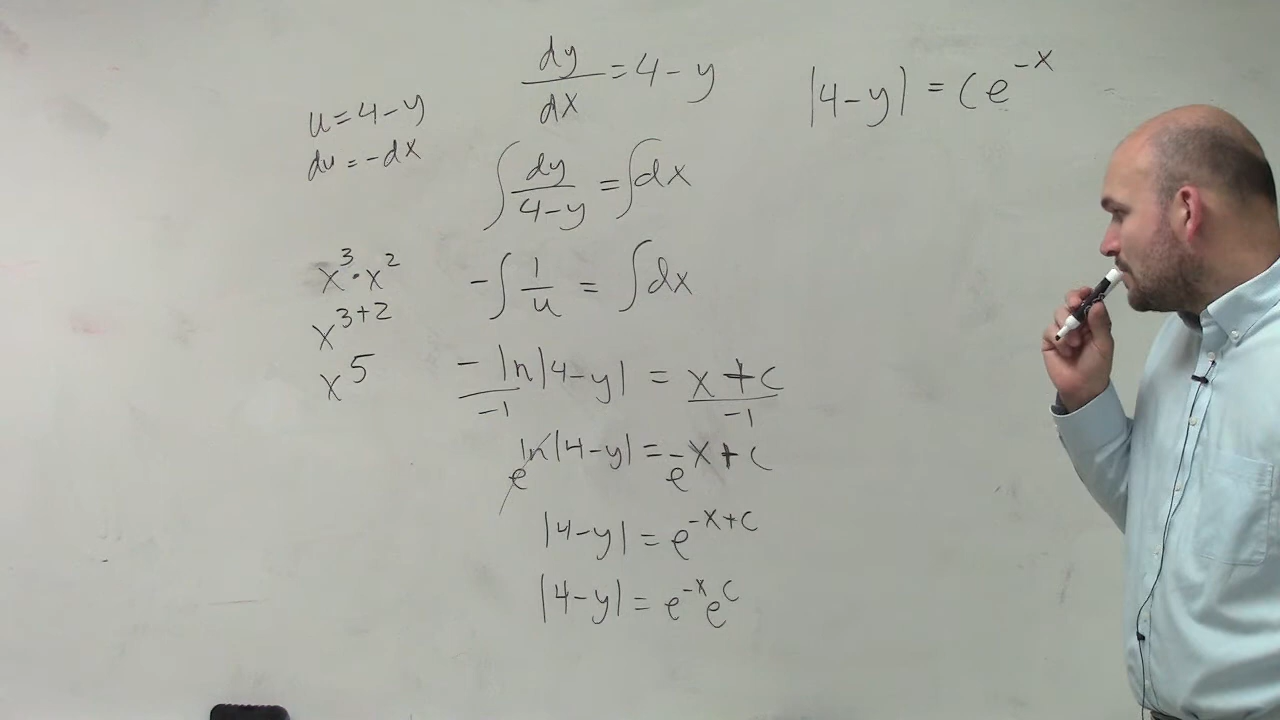 u = 4 - y
du = -dx
x^3 · x^2
x^{3+2}
x^5
dy/dx = 4 - y
∫ dy/(4 - y) = ∫ dx
-∫ 1/u = ∫ dx
-ln|4 - y| / -1 = x + c / -1
e^{ln|4 - y|} = e^{-x + c}
|4 - y| = e^{-x+c}
|4 - y| = e^{-x} e^c
|4 - y| = Ce^{-x}